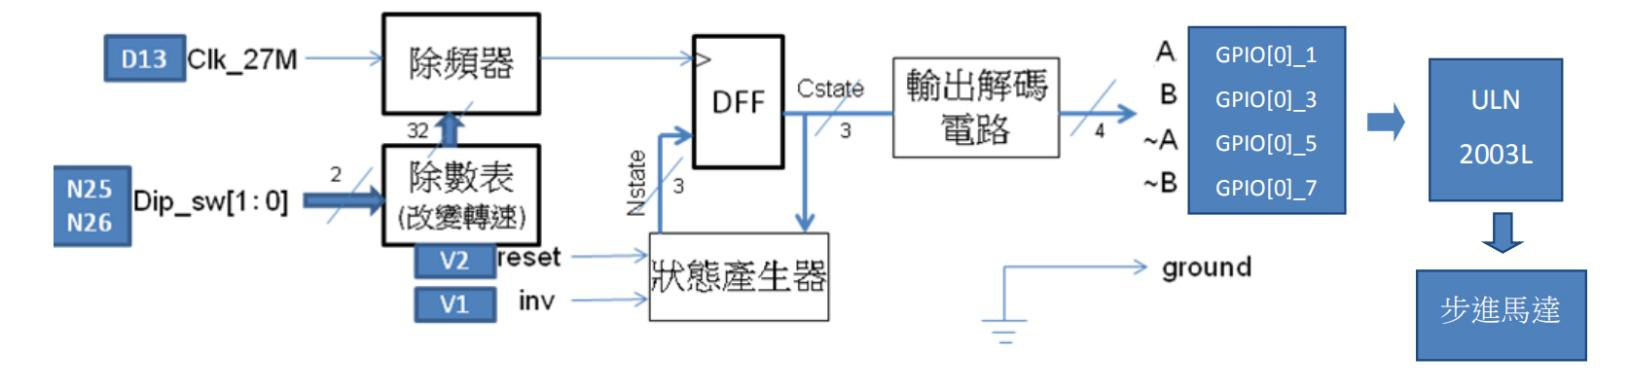 D13
Clk_27M
除頻器
32
N25
N26
Dip_sw[1:0]
2
除數表
(改變轉速)
V2
reset
V1
inv
Nstate
3
DFF
狀態產生器
Cstate
3
輸出解碼
電路
4
A
B
~A
~B
GPIO[0]_1
GPIO[0]_3
GPIO[0]_5
GPIO[0]_7
ground
ULN
2003L
步進馬達